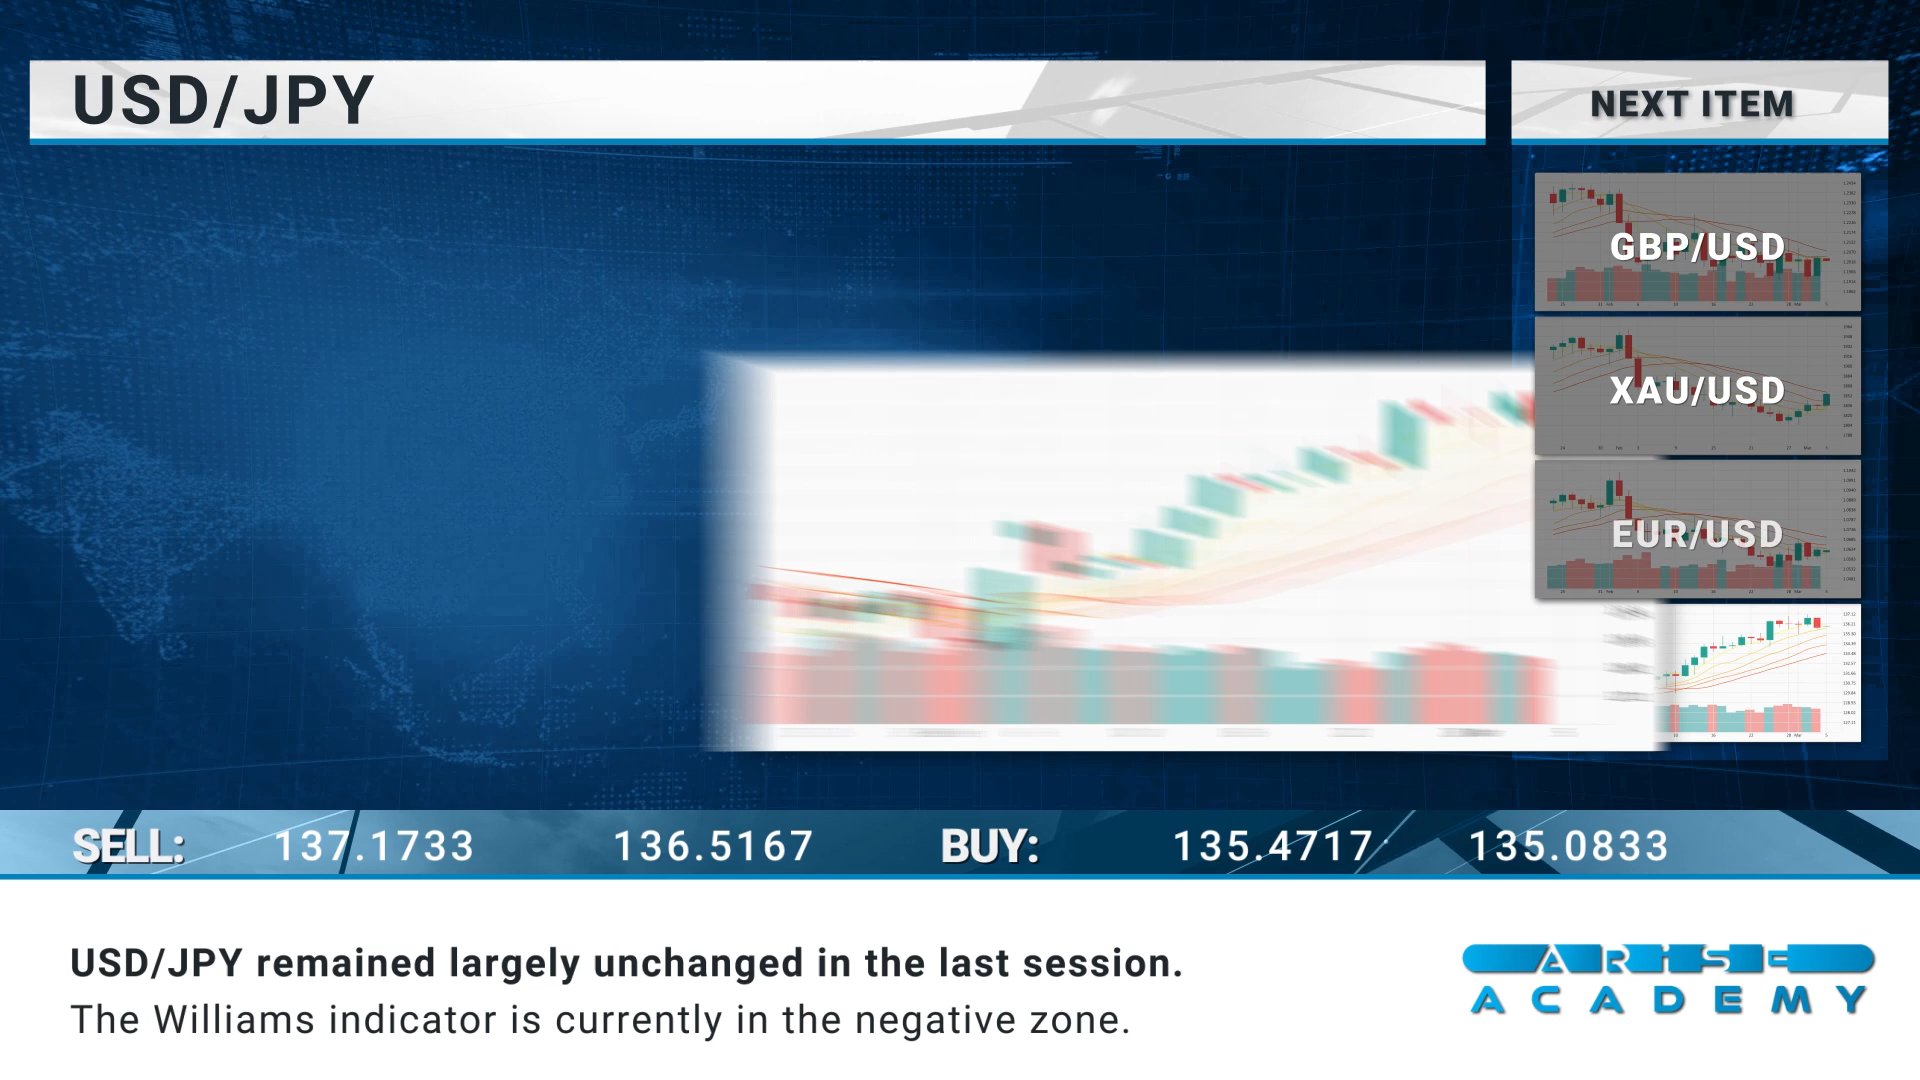 USD/JPY
NEXT ITEM
GBP/USD
XAU/USD
EUR/USD
SELL: 137.1733 136.5167 BUY: 135.4717 135.0833
USD/JPY remained largely unchanged in the last session.
The Williams indicator is currently in the negative zone.
ARISE
ACADEMY